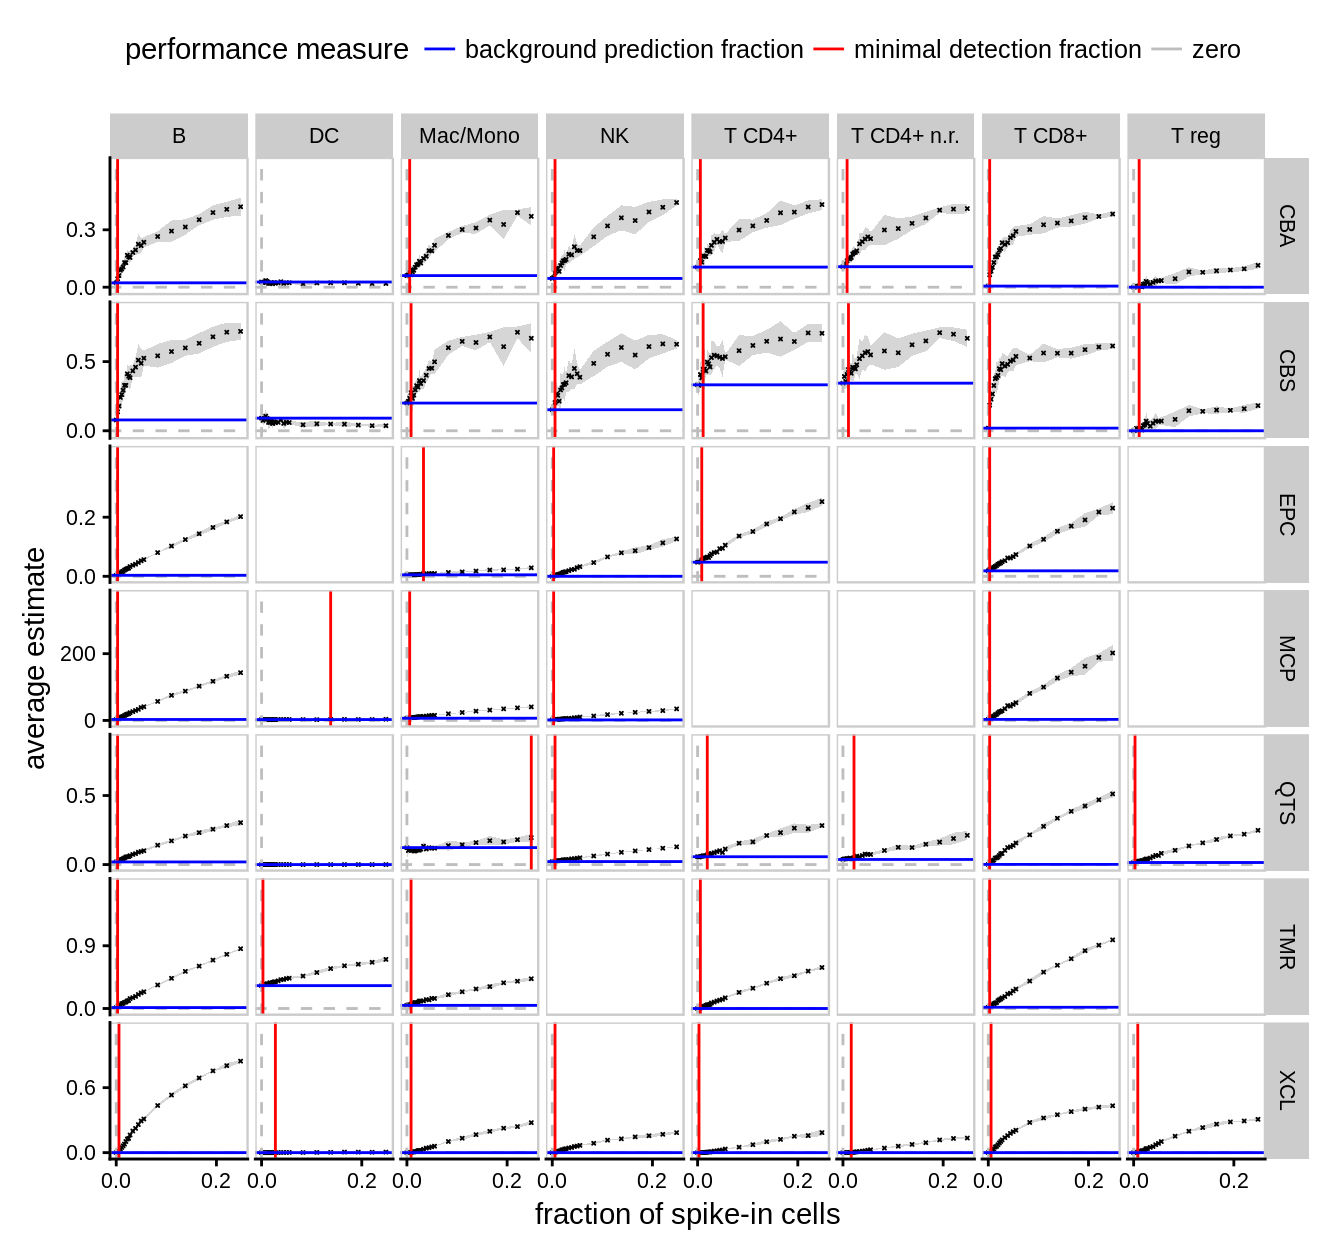 performance measure background prediction fraction minimal detection fraction zero
B DC Mac/Mono NK T CD4+ T CD4+ n.r. T CD8+ T reg
0.3
0.0
CBA
0.5
0.0
CBS
0.2
0.0
EPC
200
0
MCP
0.5
0.0
QTS
0.9
0.0
TMR
0.6
0.0
XCL
average estimate
0.0 0.2 0.0 0.2 0.0 0.2 0.0 0.2 0.0 0.2 0.0 0.2 0.0 0.2 0.0 0.2
fraction of spike-in cells